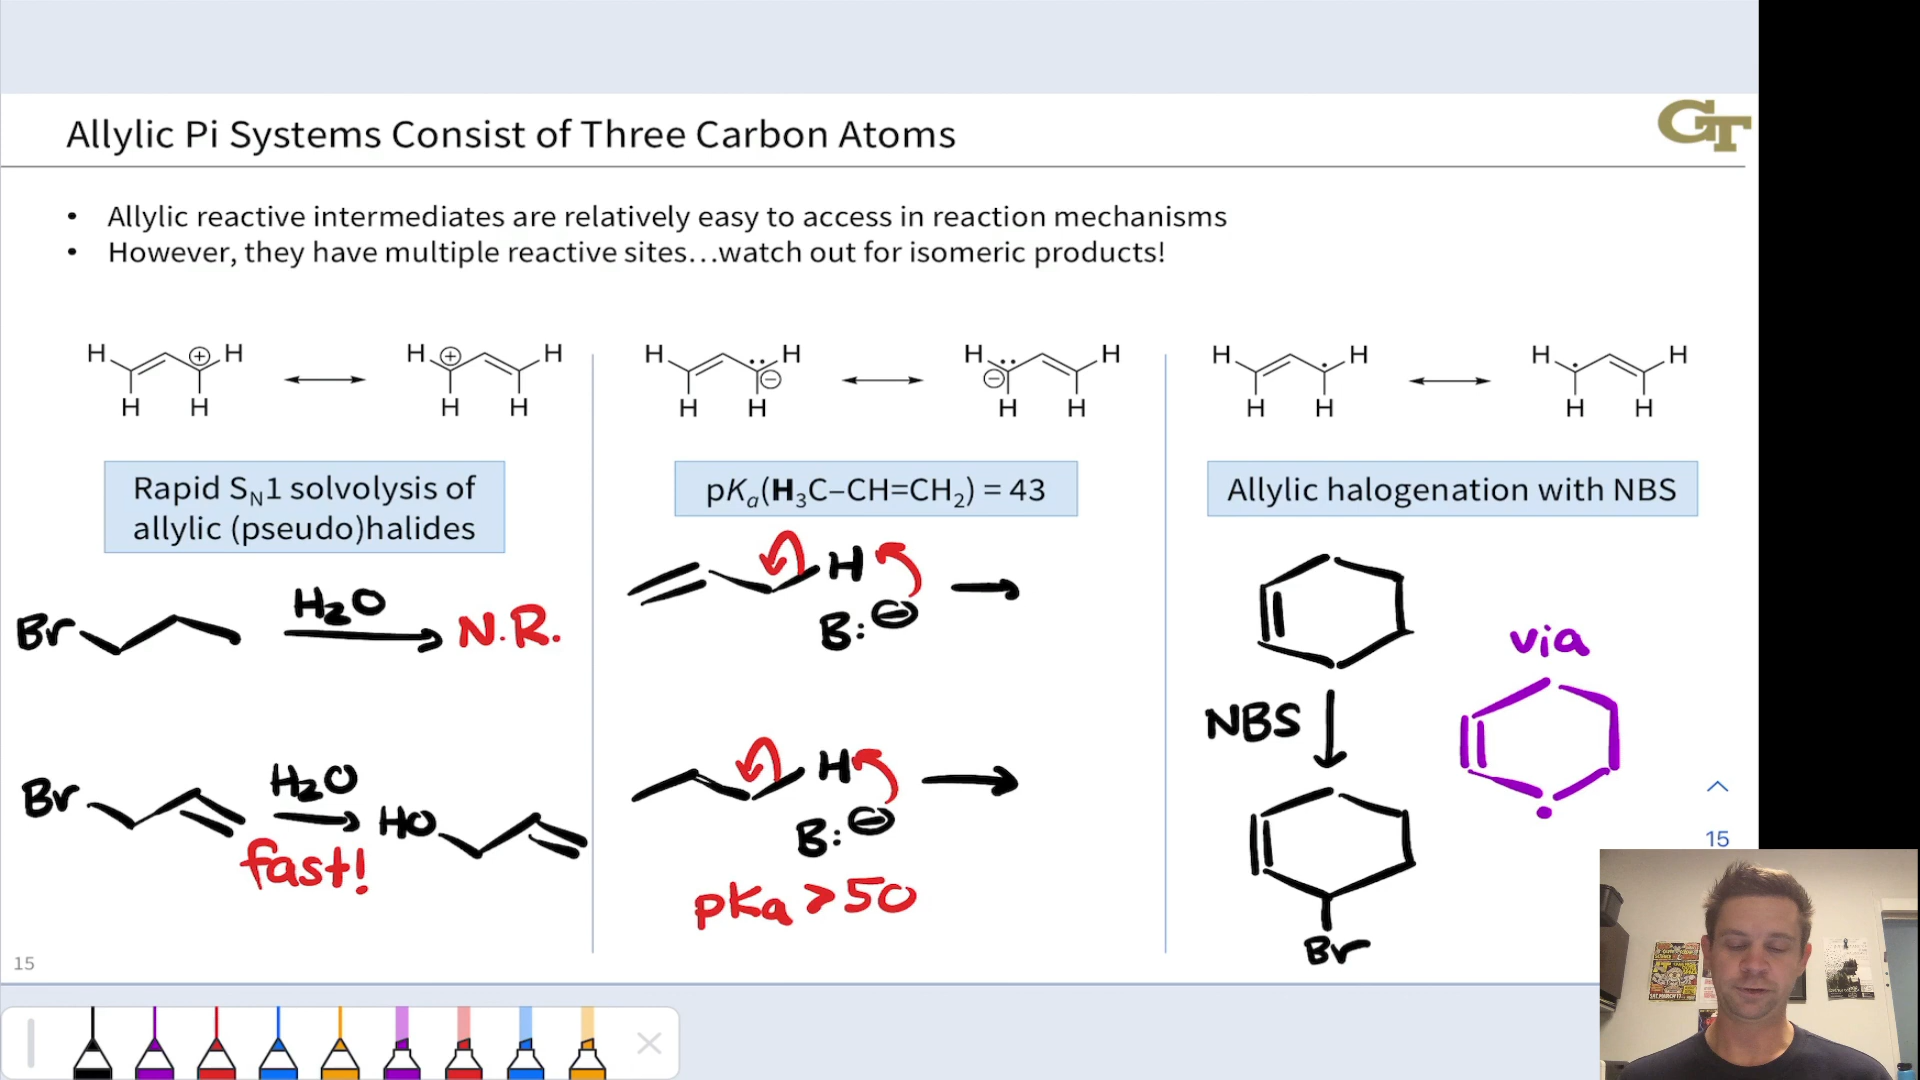 GT
Allylic Pi Systems Consist of Three Carbon Atoms
• Allylic reactive intermediates are relatively easy to access in reaction mechanisms
• However, they have multiple reactive sites…watch out for isomeric products!
H ⊕ H
H H
H ⊕ H
H H
H .. H
⊖
H H
H .. H
⊖
H H
H · H
H H
H · H
H H
Rapid S_N1 solvolysis of
allylic (pseudo)halides
Br
H₂O
N.R.
Br
H₂O
fast!
HO
pKₐ(H₃C–CH=CH₂) = 43
H
B:⊖
H
B:⊖
pKa > 50
Allylic halogenation with NBS
NBS
Br
via
15
15